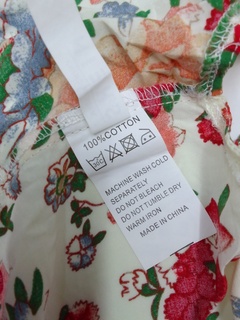 100%COTTON
MACHINE WASH COLD
SEPARATELY
DO NOT BLEACH
DO NOT TUMBLE DRY
WARM IRON
MADE IN CHINA